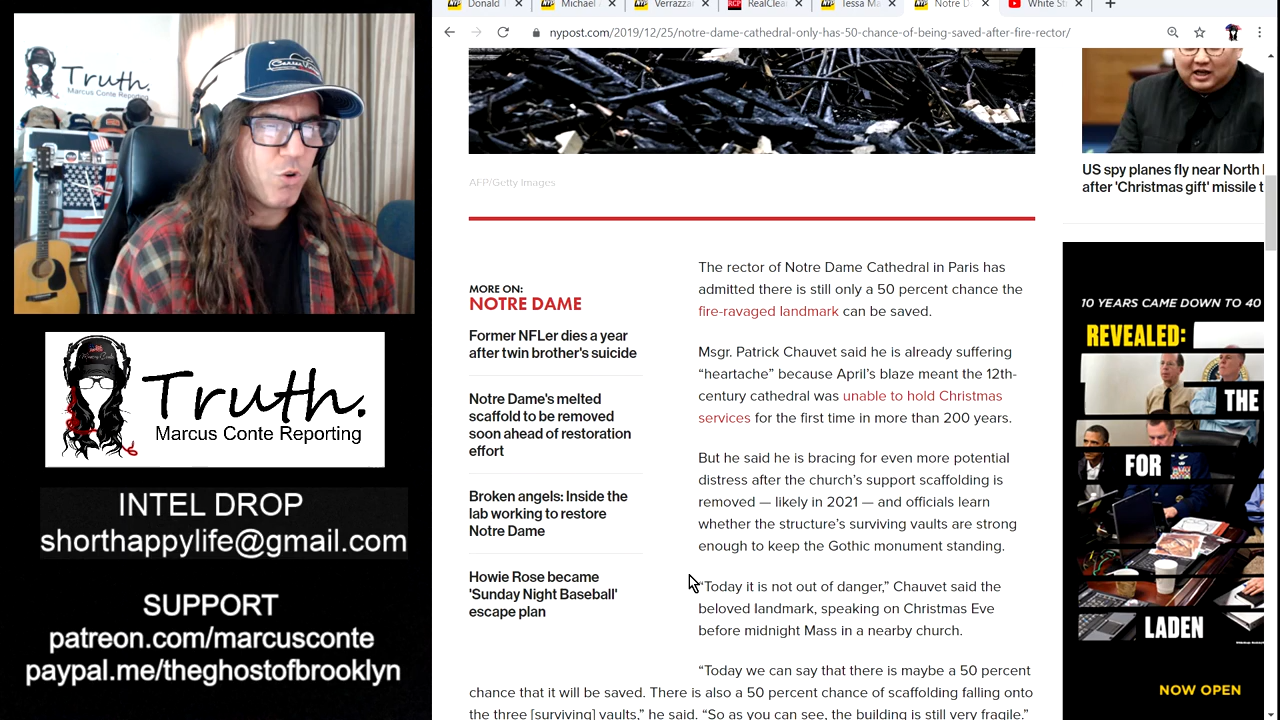 Donald T
Michael
Verrazza
RealClea
Tessa Ma
Notre D
White St
nypost.com/2019/12/25/notre-dame-cathedral-only-has-50-chance-of-being-saved-after-fire-rector/
Truth.
Marcus Conte Reporting
Truth.
Marcus Conte Reporting
INTEL DROP
shorthappylife@gmail.com
SUPPORT
patreon.com/marcusconte
paypal.me/theghostofbrooklyn
AFP/Getty Images
MORE ON:
NOTRE DAME
Former NFLer dies a year
after twin brother's suicide
Notre Dame's melted
scaffold to be removed
soon ahead of restoration
effort
Broken angels: Inside the
lab working to restore
Notre Dame
Howie Rose became
'Sunday Night Baseball'
escape plan
The rector of Notre Dame Cathedral in Paris has
admitted there is still only a 50 percent chance the
fire-ravaged landmark can be saved.
Msgr. Patrick Chauvet said he is already suffering
“heartache” because April’s blaze meant the 12th-
century cathedral was unable to hold Christmas
services for the first time in more than 200 years.
But he said he is bracing for even more potential
distress after the church’s support scaffolding is
removed — likely in 2021 — and officials learn
whether the structure’s surviving vaults are strong
enough to keep the Gothic monument standing.
“Today it is not out of danger,” Chauvet said the
beloved landmark, speaking on Christmas Eve
before midnight Mass in a nearby church.
“Today we can say that there is maybe a 50 percent
chance that it will be saved. There is also a 50 percent chance of scaffolding falling onto
the three [surviving] vaults,” he said. “So as you can see, the building is still very fragile.”
US spy planes fly near North
after 'Christmas gift' missile t
10 YEARS CAME DOWN TO 40
REVEALED:
THE
FOR
LADEN
NOW OPEN